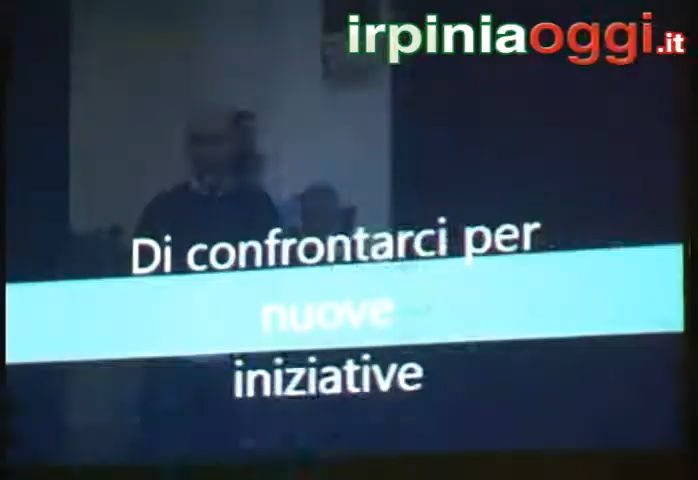 irpiniaoggi.it
Di confrontarci per
nuove
iniziative